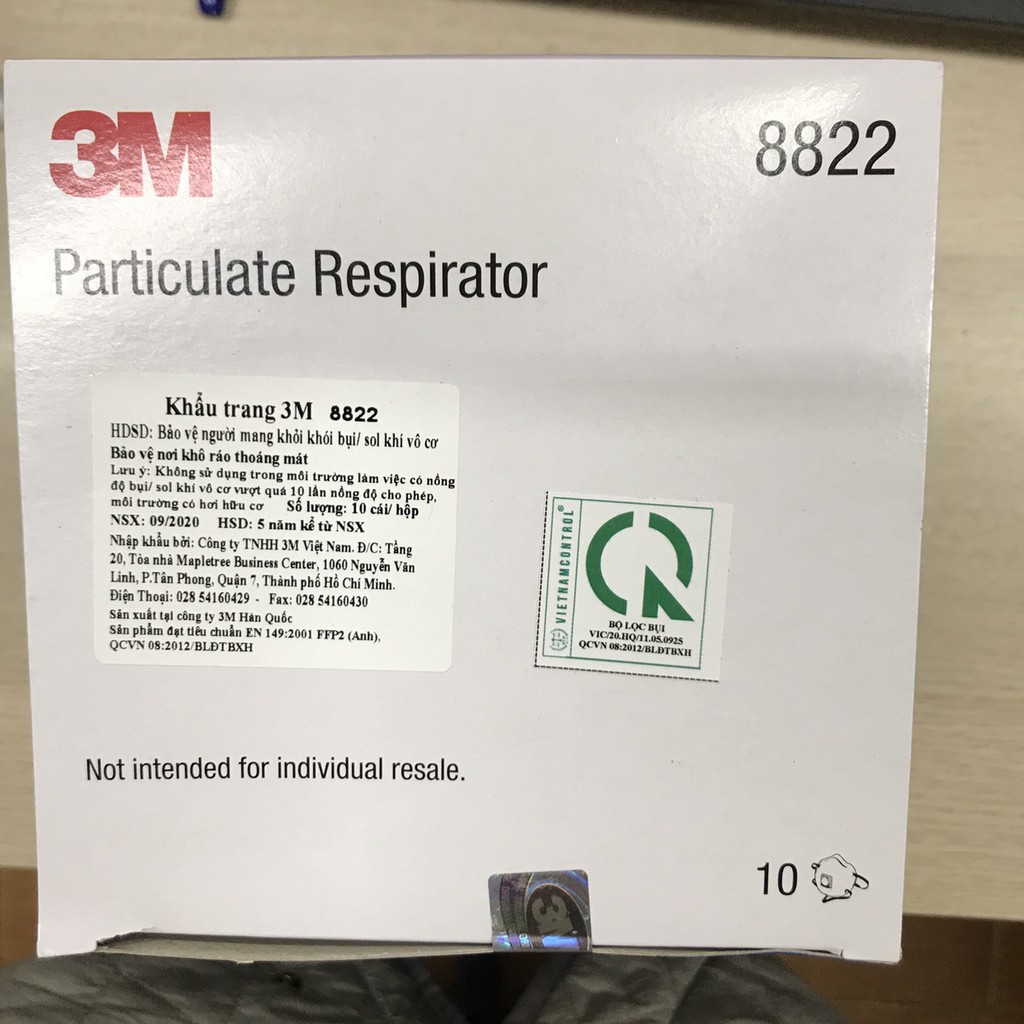 3M
8822
Particulate Respirator
Khẩu trang 3M 8822
HDSD: Bảo vệ người mang khỏi khói bụi/ sol khí vô cơ
Bảo vệ nơi khô ráo thoáng mát
Lưu ý: Không sử dụng trong môi trường làm việc có nồng
độ bụi/ sol khí vô cơ vượt quá 10 lần nồng độ cho phép,
môi trường có hơi hữu cơ Số lượng: 10 cái/ hộp
NSX: 09/2020 HSD: 5 năm kể từ NSX
Nhập khẩu bởi: Công ty TNHH 3M Việt Nam. Đ/C: Tầng
20, Tòa nhà Mapletree Business Center, 1060 Nguyễn Văn
Linh, P.Tân Phong, Quận 7, Thành phố Hồ Chí Minh.
Điện Thoại: 028 54160429 - Fax: 028 54160430
Sản xuất tại công ty 3M Hàn Quốc
Sản phẩm đạt tiêu chuẩn EN 149:2001 FFP2 (Anh),
QCVN 08:2012/BLĐTBXH
VIETNAMCONTROL®
BỘ LỌC BỤI
VIC/20.HQ/11.05.0925
QCVN 08:2012/BLĐTBXH
Not intended for individual resale.
10
3M